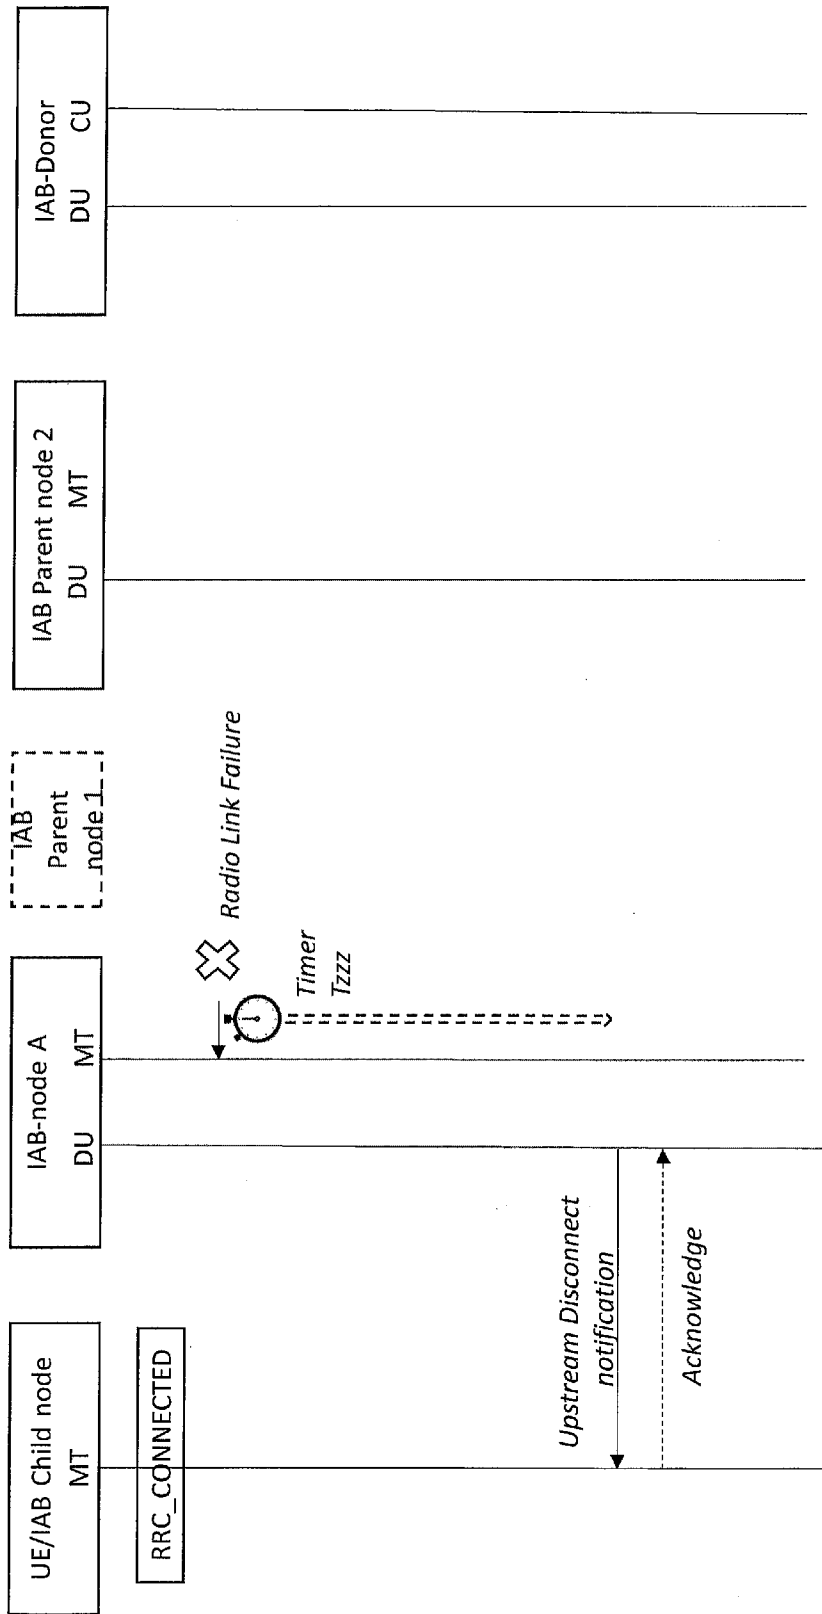 UE/IAB Child node
MT
IAB-node A
DU MT
IAB
Parent
node 1
IAB Parent node 2
DU MT
IAB-Donor
DU CU
RRC_CONNECTED
Radio Link Failure
Timer
Tzzz
Upstream Disconnect
notification
Acknowledge